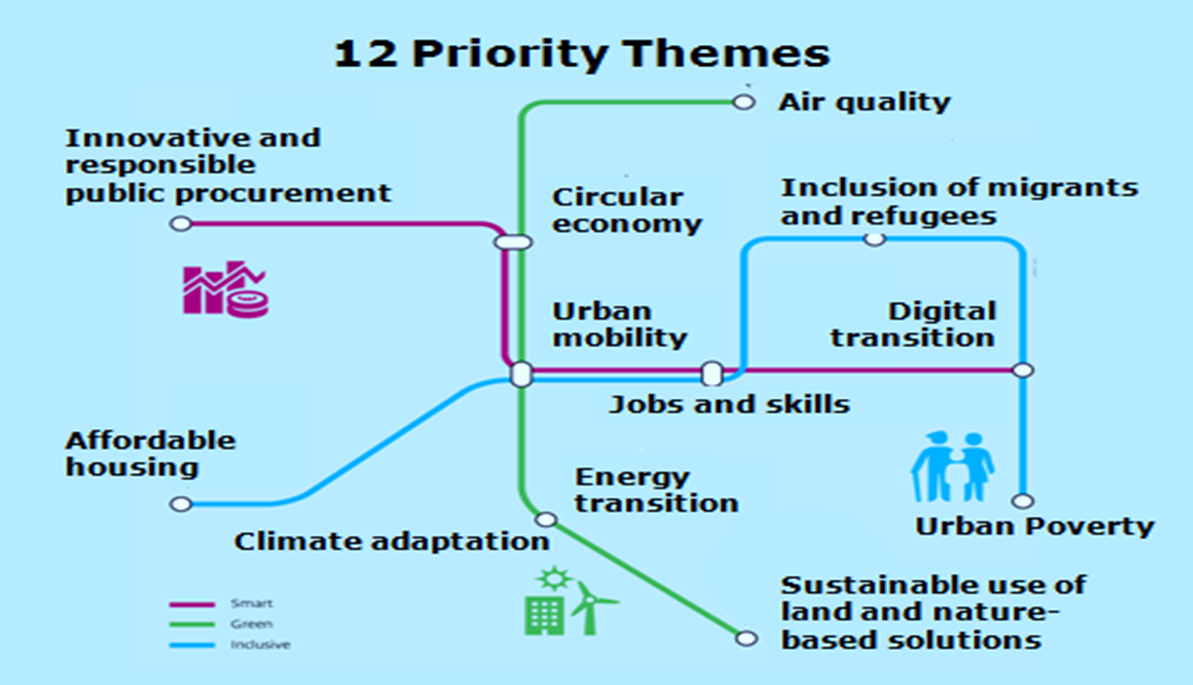 12 Priority Themes
Air quality
Innovative and
responsible
public procurement
Circular
economy
Inclusion of migrants
and refugees
Urban
mobility
Digital
transition
Jobs and skills
Affordable
housing
Energy
transition
Climate adaptation
Urban Poverty
Sustainable use of
land and nature-
based solutions
Smart
Green
Inclusive